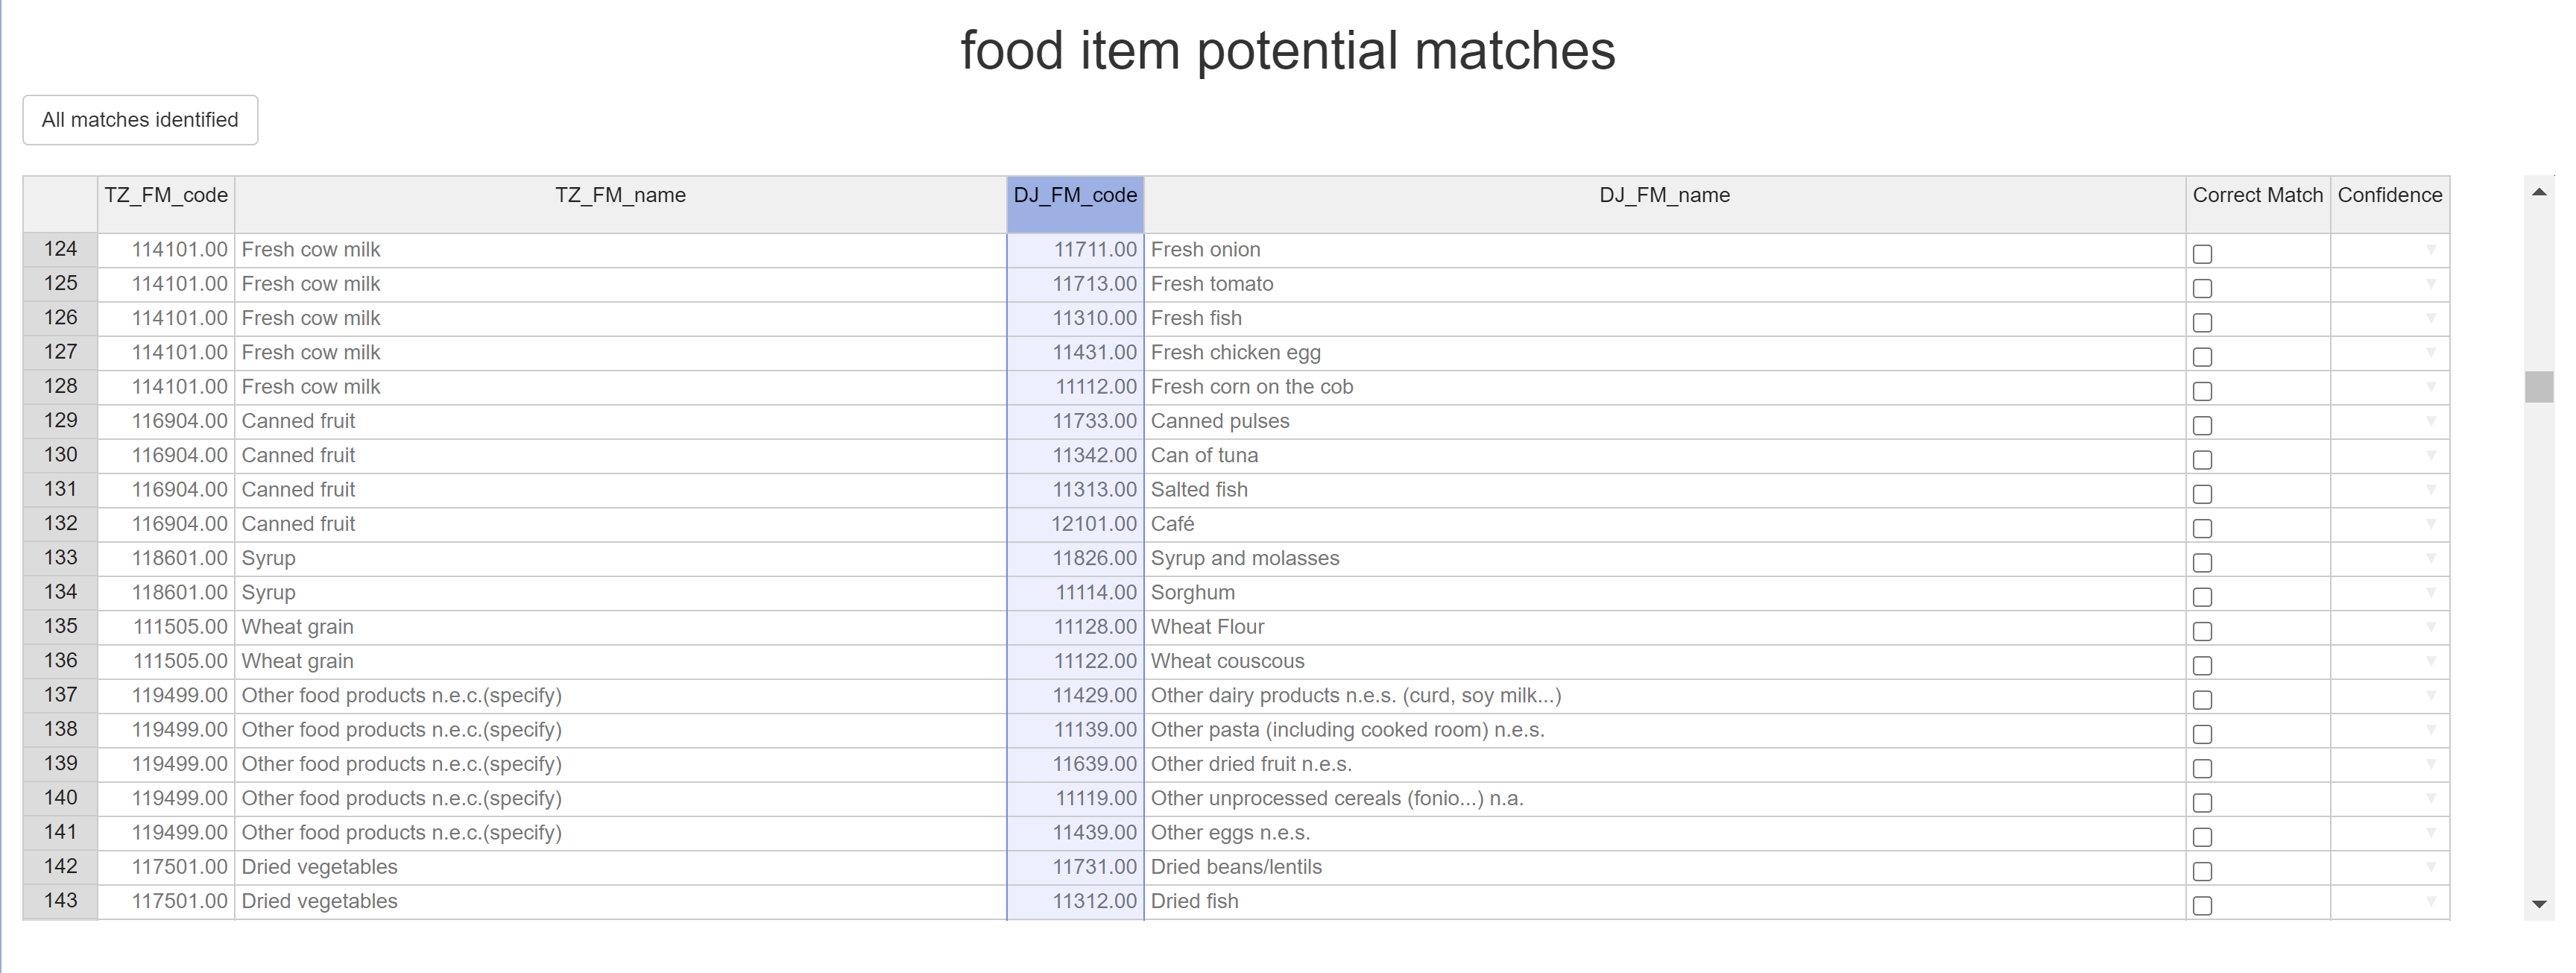 food item potential matches
All matches identified
TZ_FM_code TZ_FM_name DJ_FM_code DJ_FM_name Correct Match Confidence
124 114101.00 Fresh cow milk 11711.00 Fresh onion
125 114101.00 Fresh cow milk 11713.00 Fresh tomato
126 114101.00 Fresh cow milk 11310.00 Fresh fish
127 114101.00 Fresh cow milk 11431.00 Fresh chicken egg
128 114101.00 Fresh cow milk 11112.00 Fresh corn on the cob
129 116904.00 Canned fruit 11733.00 Canned pulses
130 116904.00 Canned fruit 11342.00 Can of tuna
131 116904.00 Canned fruit 11313.00 Salted fish
132 116904.00 Canned fruit 12101.00 Café
133 118601.00 Syrup 11826.00 Syrup and molasses
134 118601.00 Syrup 11114.00 Sorghum
135 111505.00 Wheat grain 11128.00 Wheat Flour
136 111505.00 Wheat grain 11122.00 Wheat couscous
137 119499.00 Other food products n.e.c.(specify) 11429.00 Other dairy products n.e.s. (curd, soy milk...)
138 119499.00 Other food products n.e.c.(specify) 11139.00 Other pasta (including cooked room) n.e.s.
139 119499.00 Other food products n.e.c.(specify) 11639.00 Other dried fruit n.e.s.
140 119499.00 Other food products n.e.c.(specify) 11119.00 Other unprocessed cereals (fonio...) n.a.
141 119499.00 Other food products n.e.c.(specify) 11439.00 Other eggs n.e.s.
142 117501.00 Dried vegetables 11731.00 Dried beans/lentils
143 117501.00 Dried vegetables 11312.00 Dried fish